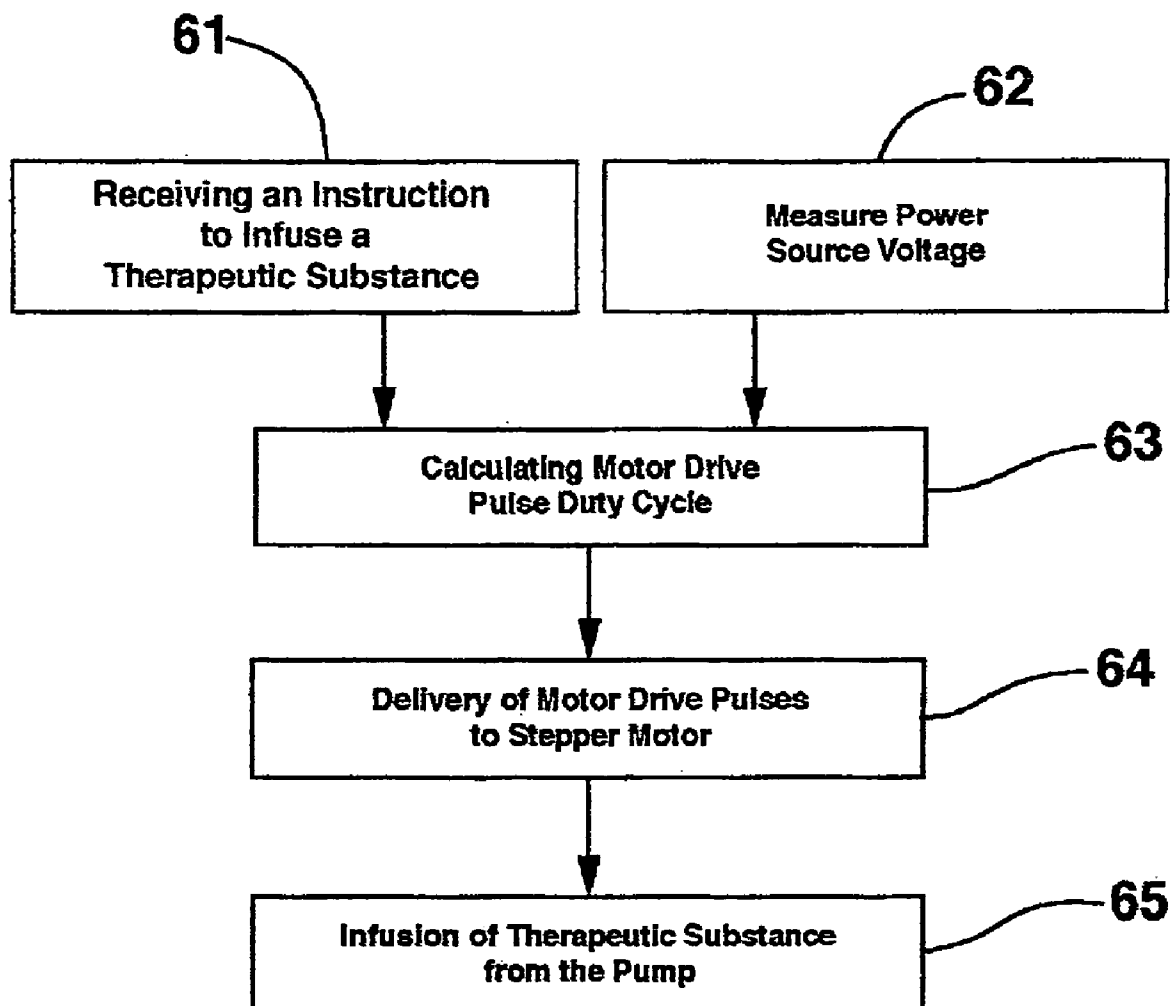 61
62
Receiving an Instruction
to Infuse a
Therapeutic Substance
Measure Power
Source Voltage
63
Calculating Motor Drive
Pulse Duty Cycle
64
Delivery of Motor Drive Pulses
to Stepper Motor
65
Infusion of Therapeutic Substance
from the Pump